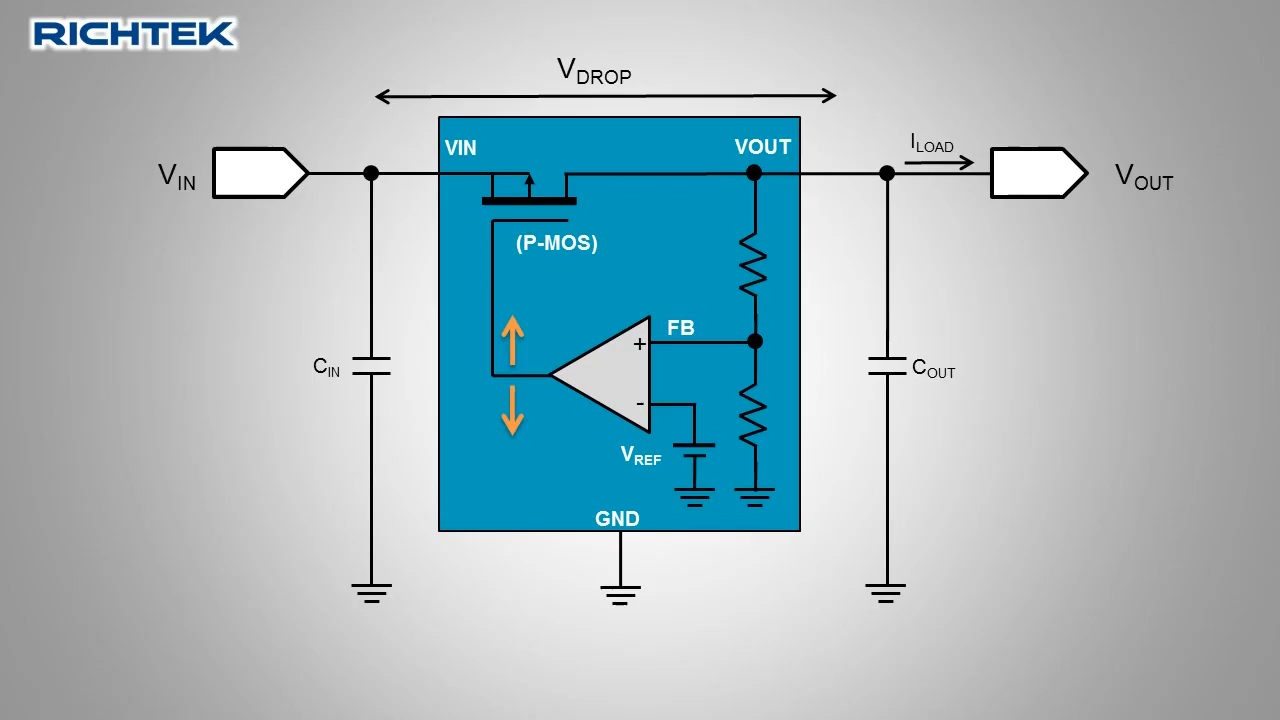 RICHTEK
VDROP
VIN
VOUT
ILOAD
VIN
VOUT
(P-MOS)
FB
+
CIN
COUT
-
VREF
GND